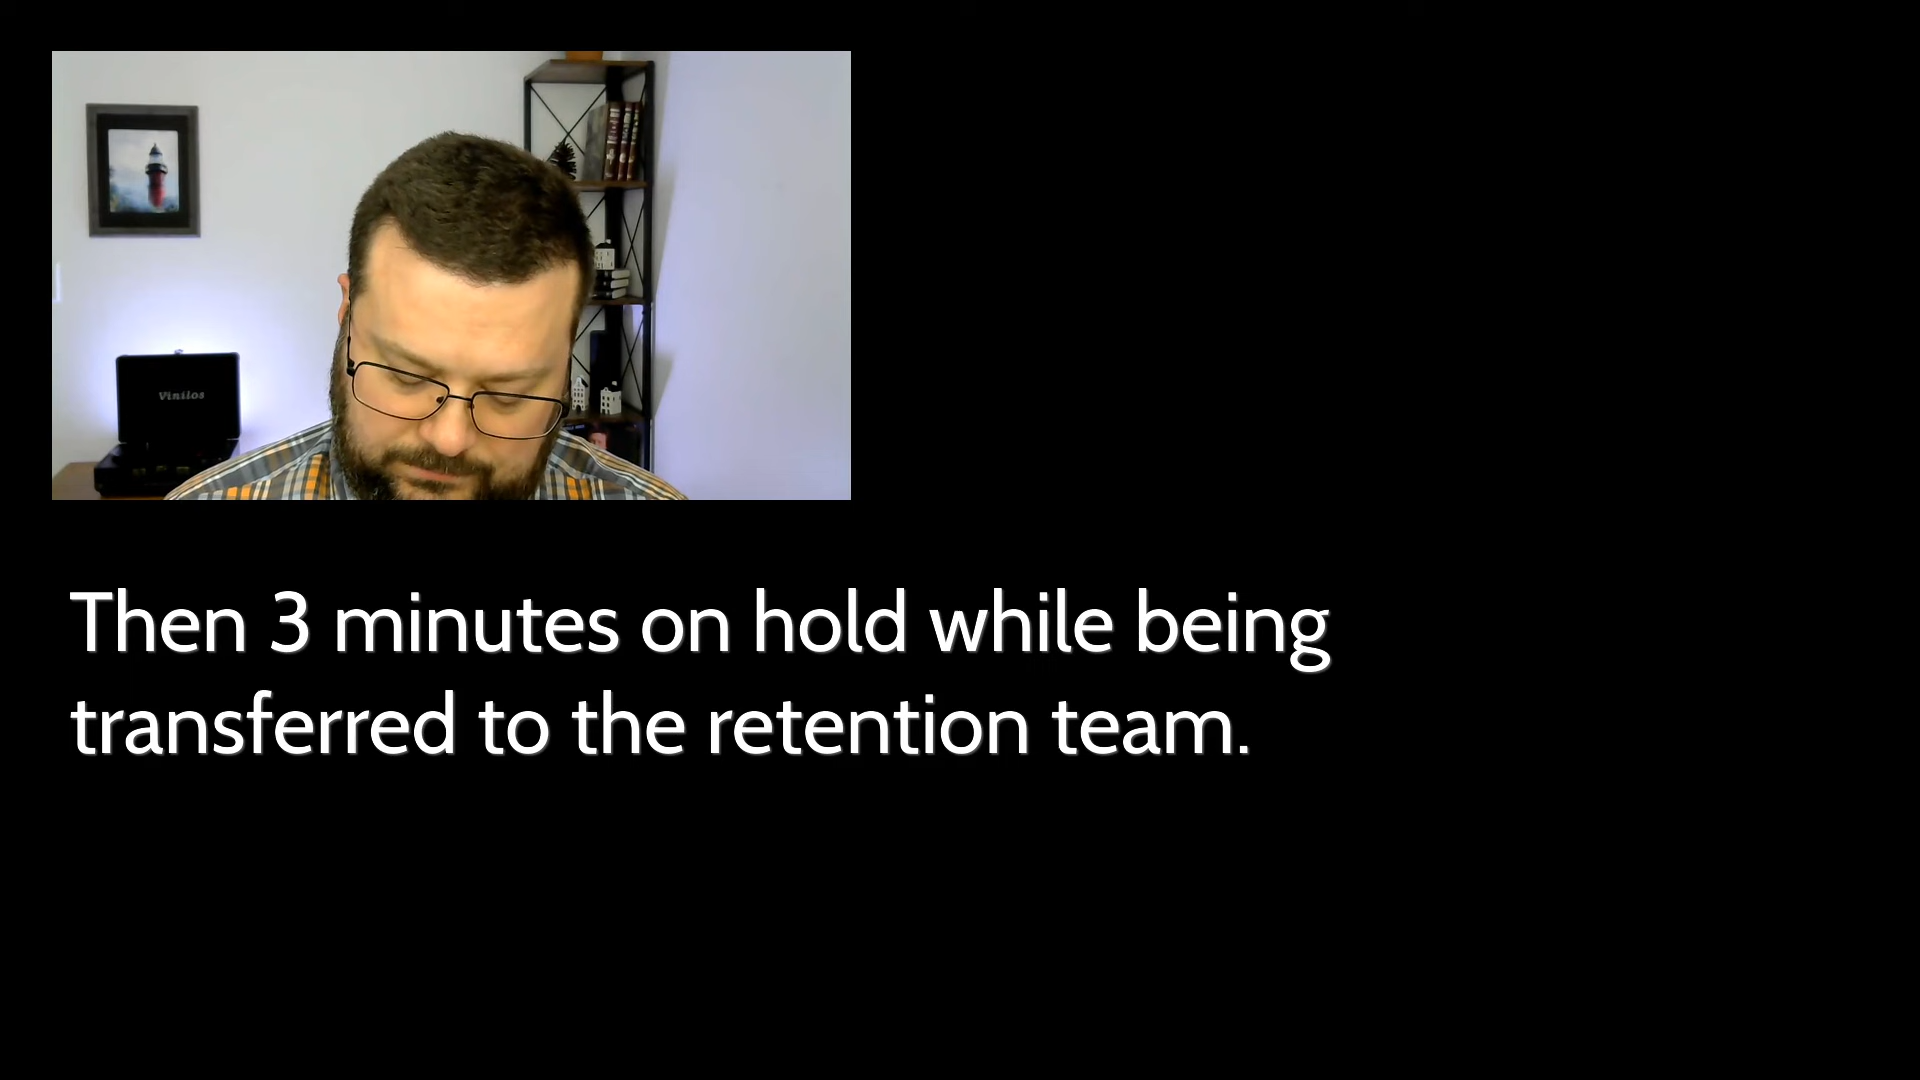 Vinilos
Then 3 minutes on hold while being
transferred to the retention team.